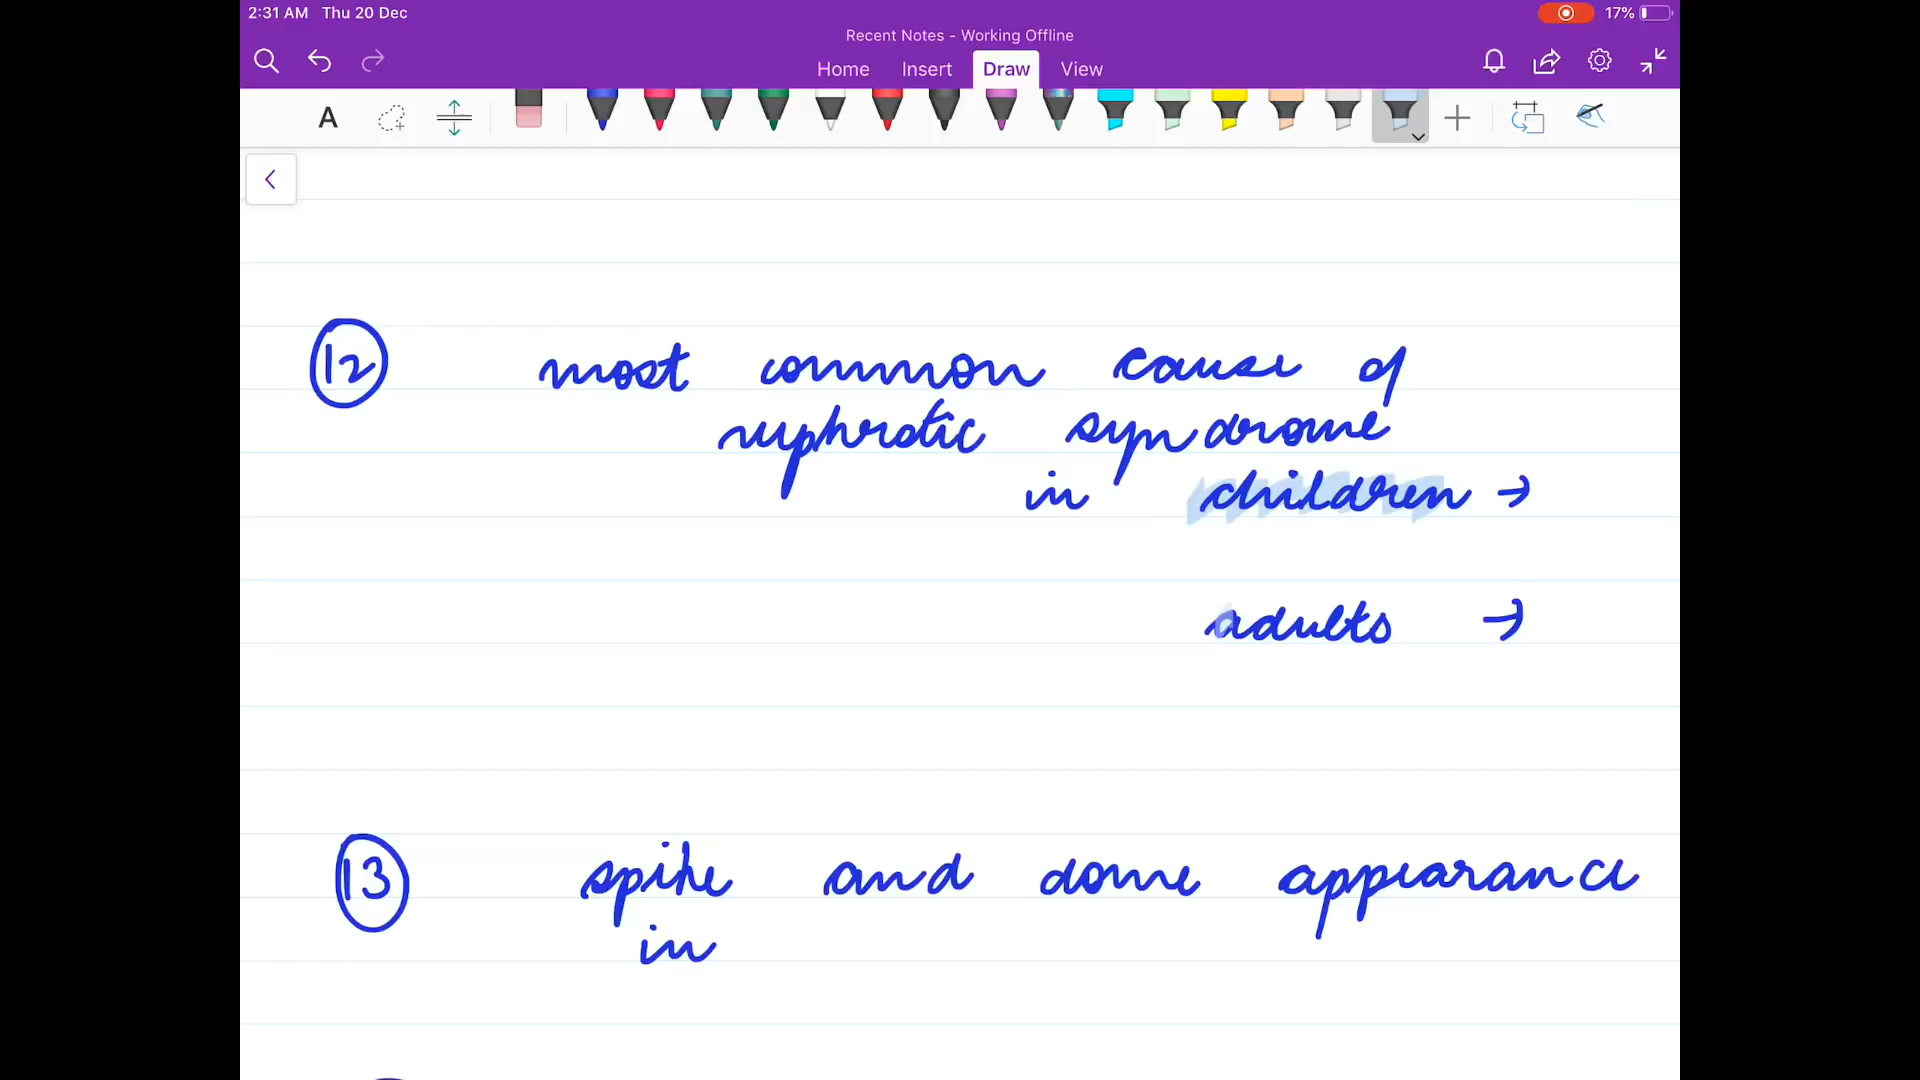 2:31 AM Thu 20 Dec
17%
Recent Notes - Working Offline
Home Insert Draw View
A
12 most common cause of
nephrotic syndrome
in children →
adults →
13 spike and dome appearance
in